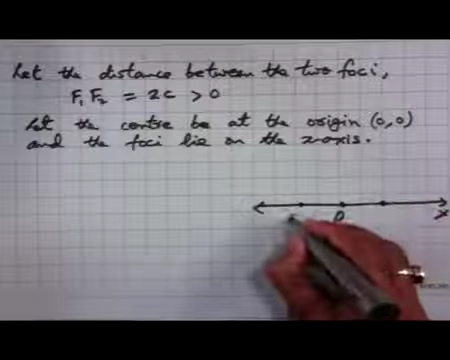 Let the distance between the two foci,
F₁F₂ = 2c > 0
Let the centre be at the origin (0,0)
and the foci lie on the x-axis.
O x